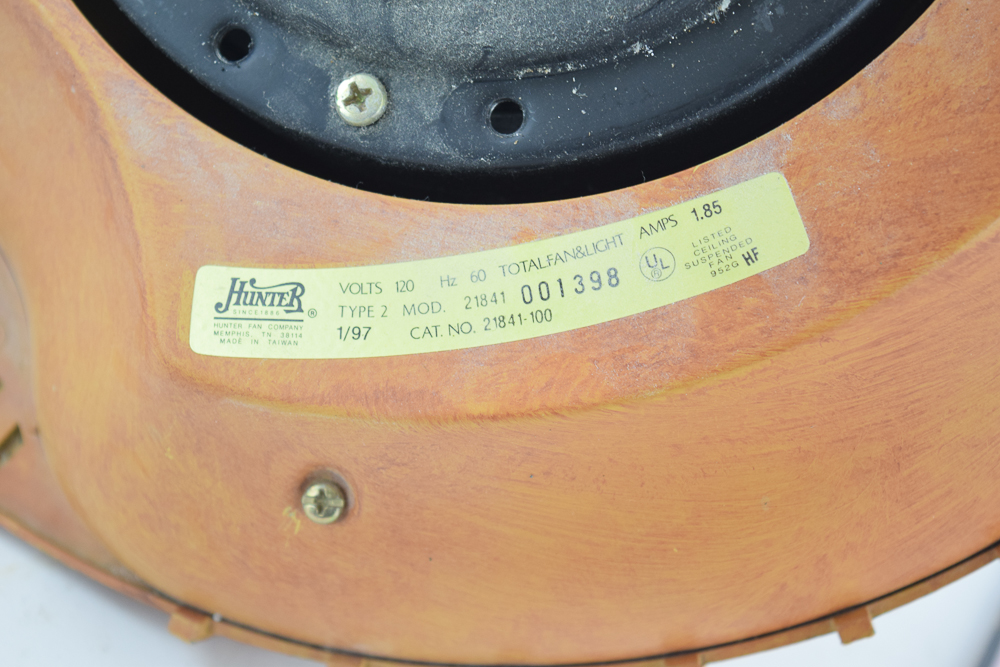 HUNTER®
SINCE 1886
HUNTER FAN COMPANY
MEMPHIS, TN. 38114
MADE IN TAIWAN
VOLTS 120 Hz 60 TOTALFAN&LIGHT AMPS 1.85
TYPE 2 MOD. 21841 001398
1/97 CAT. NO. 21841-100
UL
LISTED
CEILING
SUSPENDED
FAN
952G HF